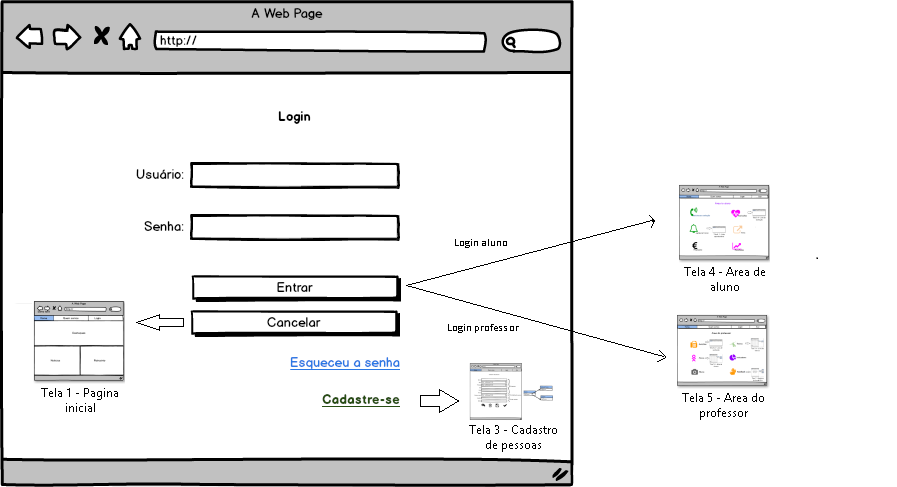 A Web Page
http://
Login
Usuário:
Senha:
Login aluno
Entrar
Cancelar
Login professor
Esqueceu a senha
Cadastre-se
Tela 1 - Pagina
inicial
Tela 3 - Cadastro
de pessoas
Tela 4 - Area de
aluno
Tela 5 - Area do
professor